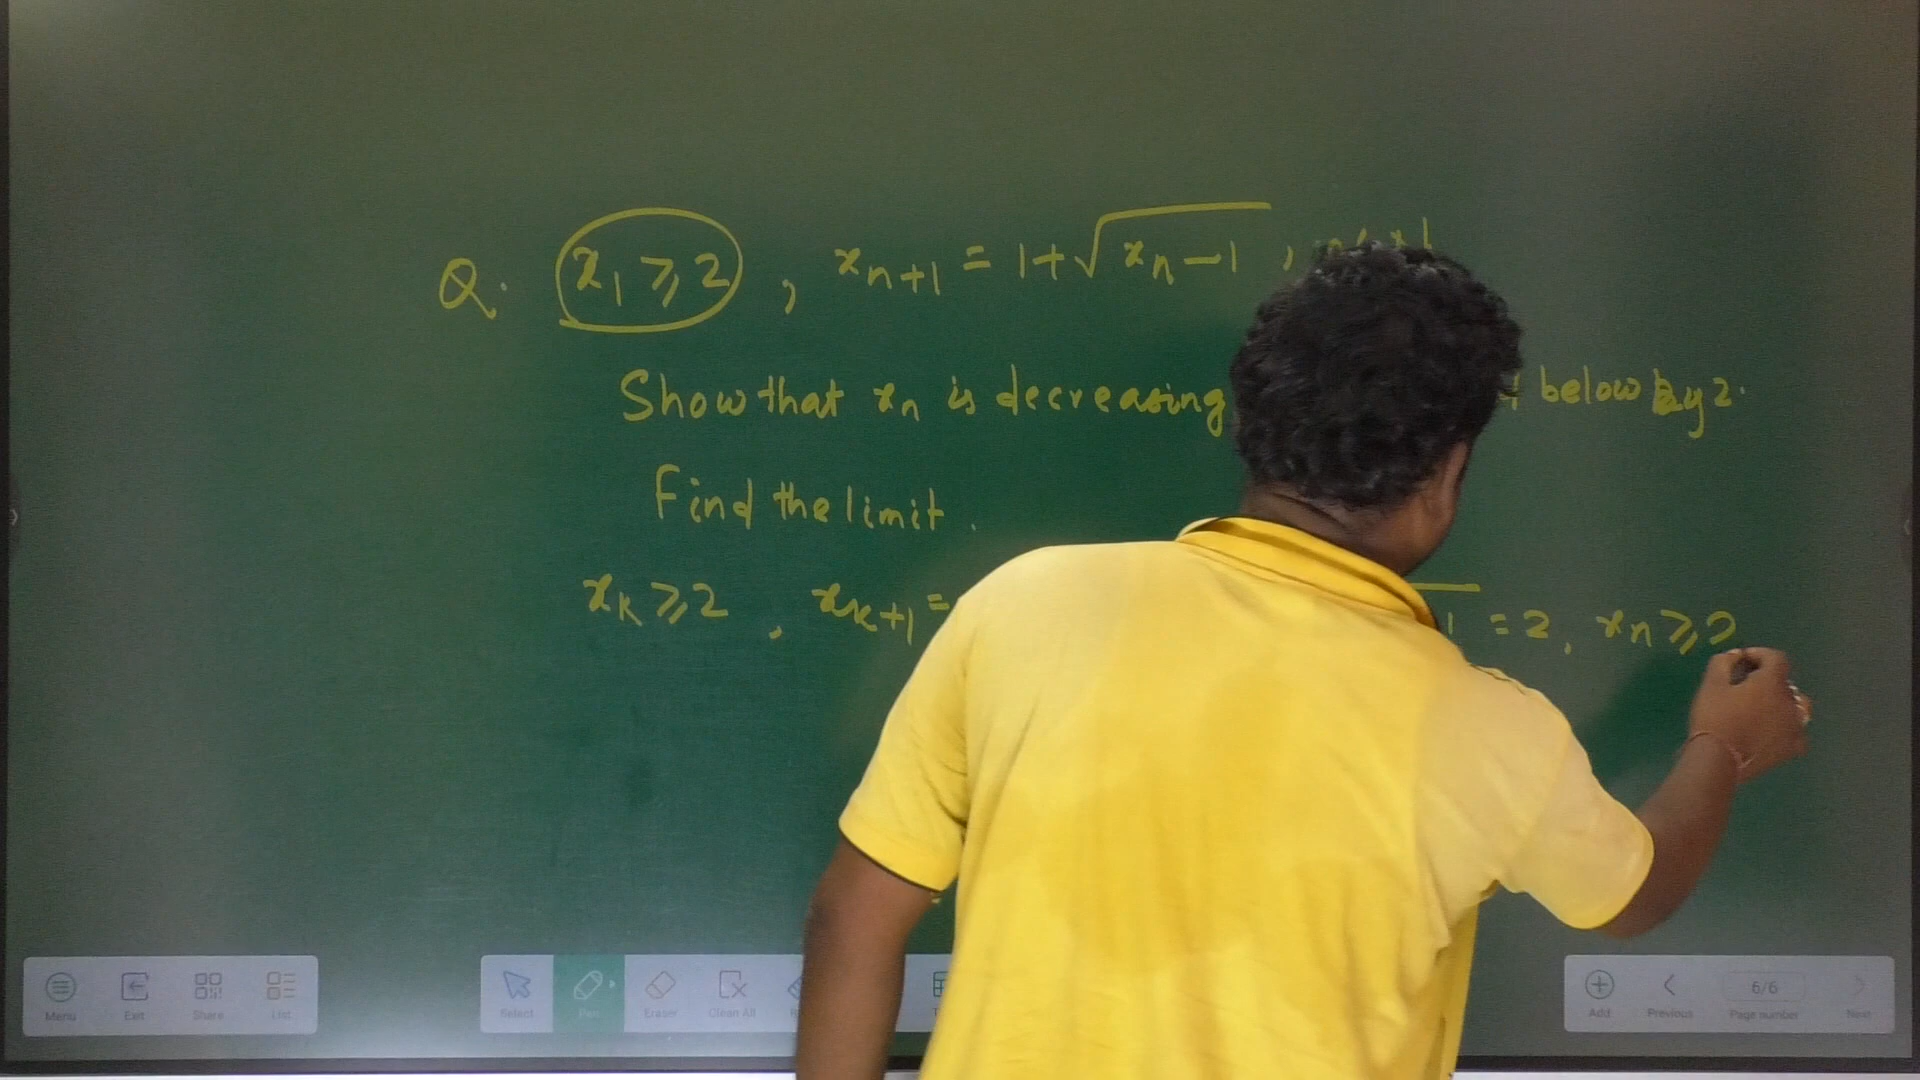 Q. x₁ ⩾ 2 , xₙ₊₁ = 1+√(xₙ−1) ,
Show that xₙ is decreasing below by 2.
Find the limit.
xₖ ⩾ 2 , xₖ₊₁ = 1 = 2, xₙ ⩾ 2
Menu Exit Share List Select Pen Eraser Clean All Add Previous 6/6 Page number Next